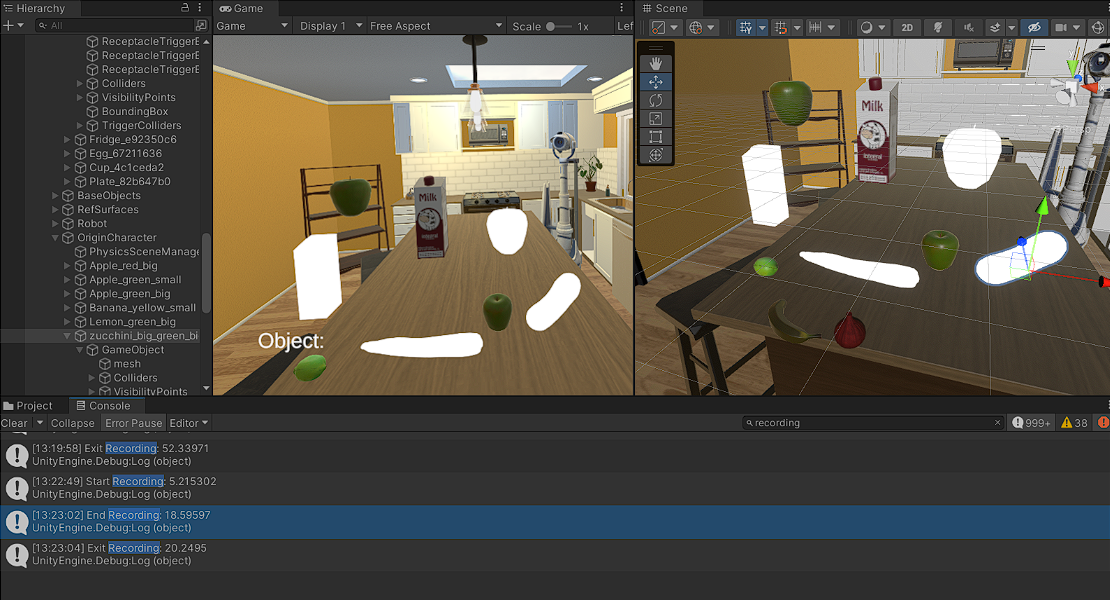 Hierarchy
All
ReceptacleTriggerB
ReceptacleTriggerB
ReceptacleTriggerB
Colliders
VisibilityPoints
BoundingBox
TriggerColliders
Fridge_e92350c6
Egg_67211636
Cup_4c1ceda2
Plate_82b647b0
BaseObjects
RefSurfaces
Robot
OriginCharacter
PhysicsSceneManage
Apple_red_big
Apple_green_small
Apple_green_big
Banana_yellow_small
Lemon_green_big
zucchini_big_green_bi
GameObject
mesh
Colliders
VisibilityPoints
Game
Game Display 1 Free Aspect Scale 1x Left
Milk
Object:
Scene
2D
Milk
Project Console
Clear Collapse Error Pause Editor recording 999+ 38
[13:19:58] Exit Recording: 52.33971
UnityEngine.Debug:Log (object)
[13:22:49] Start Recording: 5.215302
UnityEngine.Debug:Log (object)
[13:23:02] End Recording: 18.59597
UnityEngine.Debug:Log (object)
[13:23:04] Exit Recording: 20.2495
UnityEngine.Debug:Log (object)